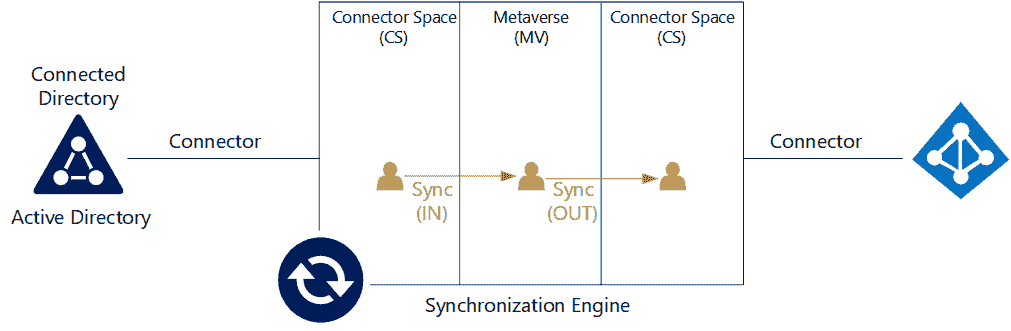 Connector Space
(CS)
Metaverse
(MV)
Connector Space
(CS)
Connected
Directory
Connector
Connector
Sync
(IN)
Sync
(OUT)
Active Directory
Synchronization Engine